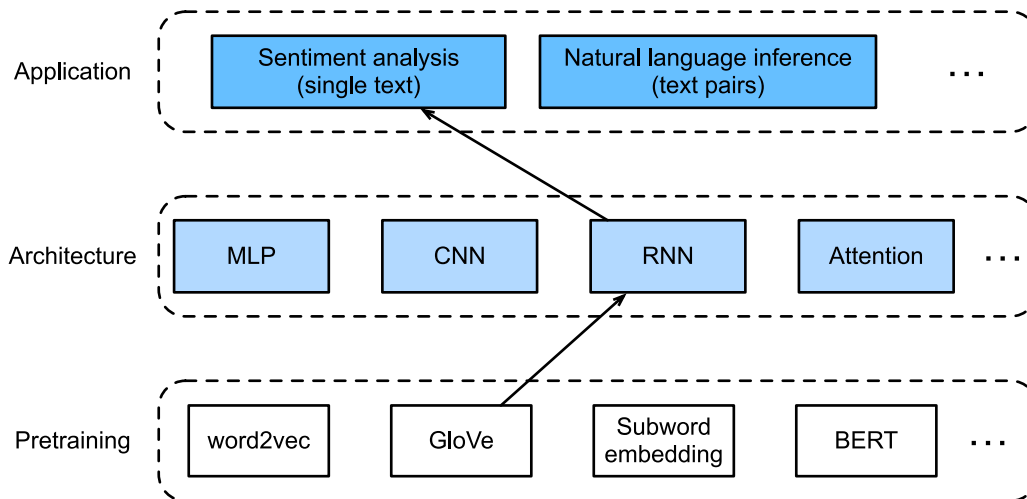 Application
Sentiment analysis
(single text)
Natural language inference
(text pairs)
...
Architecture
MLP
CNN
RNN
Attention
...
Pretraining
word2vec
GloVe
Subword
embedding
BERT
...